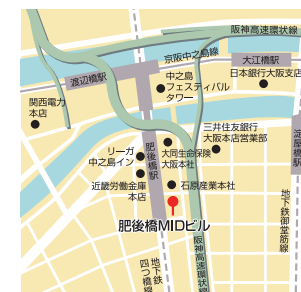 阪神高速環状線
京阪中之島線
大江橋駅
渡辺橋駅
中之島
フェスティバル
タワー
日本銀行大阪支店
関西電力
本店
三井住友銀行
大阪本店営業部
淀屋橋駅
リーガ
中之島イン
肥後橋駅
大同生命保険
大阪本社
近畿労働金庫
本店
石原産業本社
肥後橋MIDビル
地下鉄御堂筋線
地下鉄
四つ橋線
阪神高速環状線